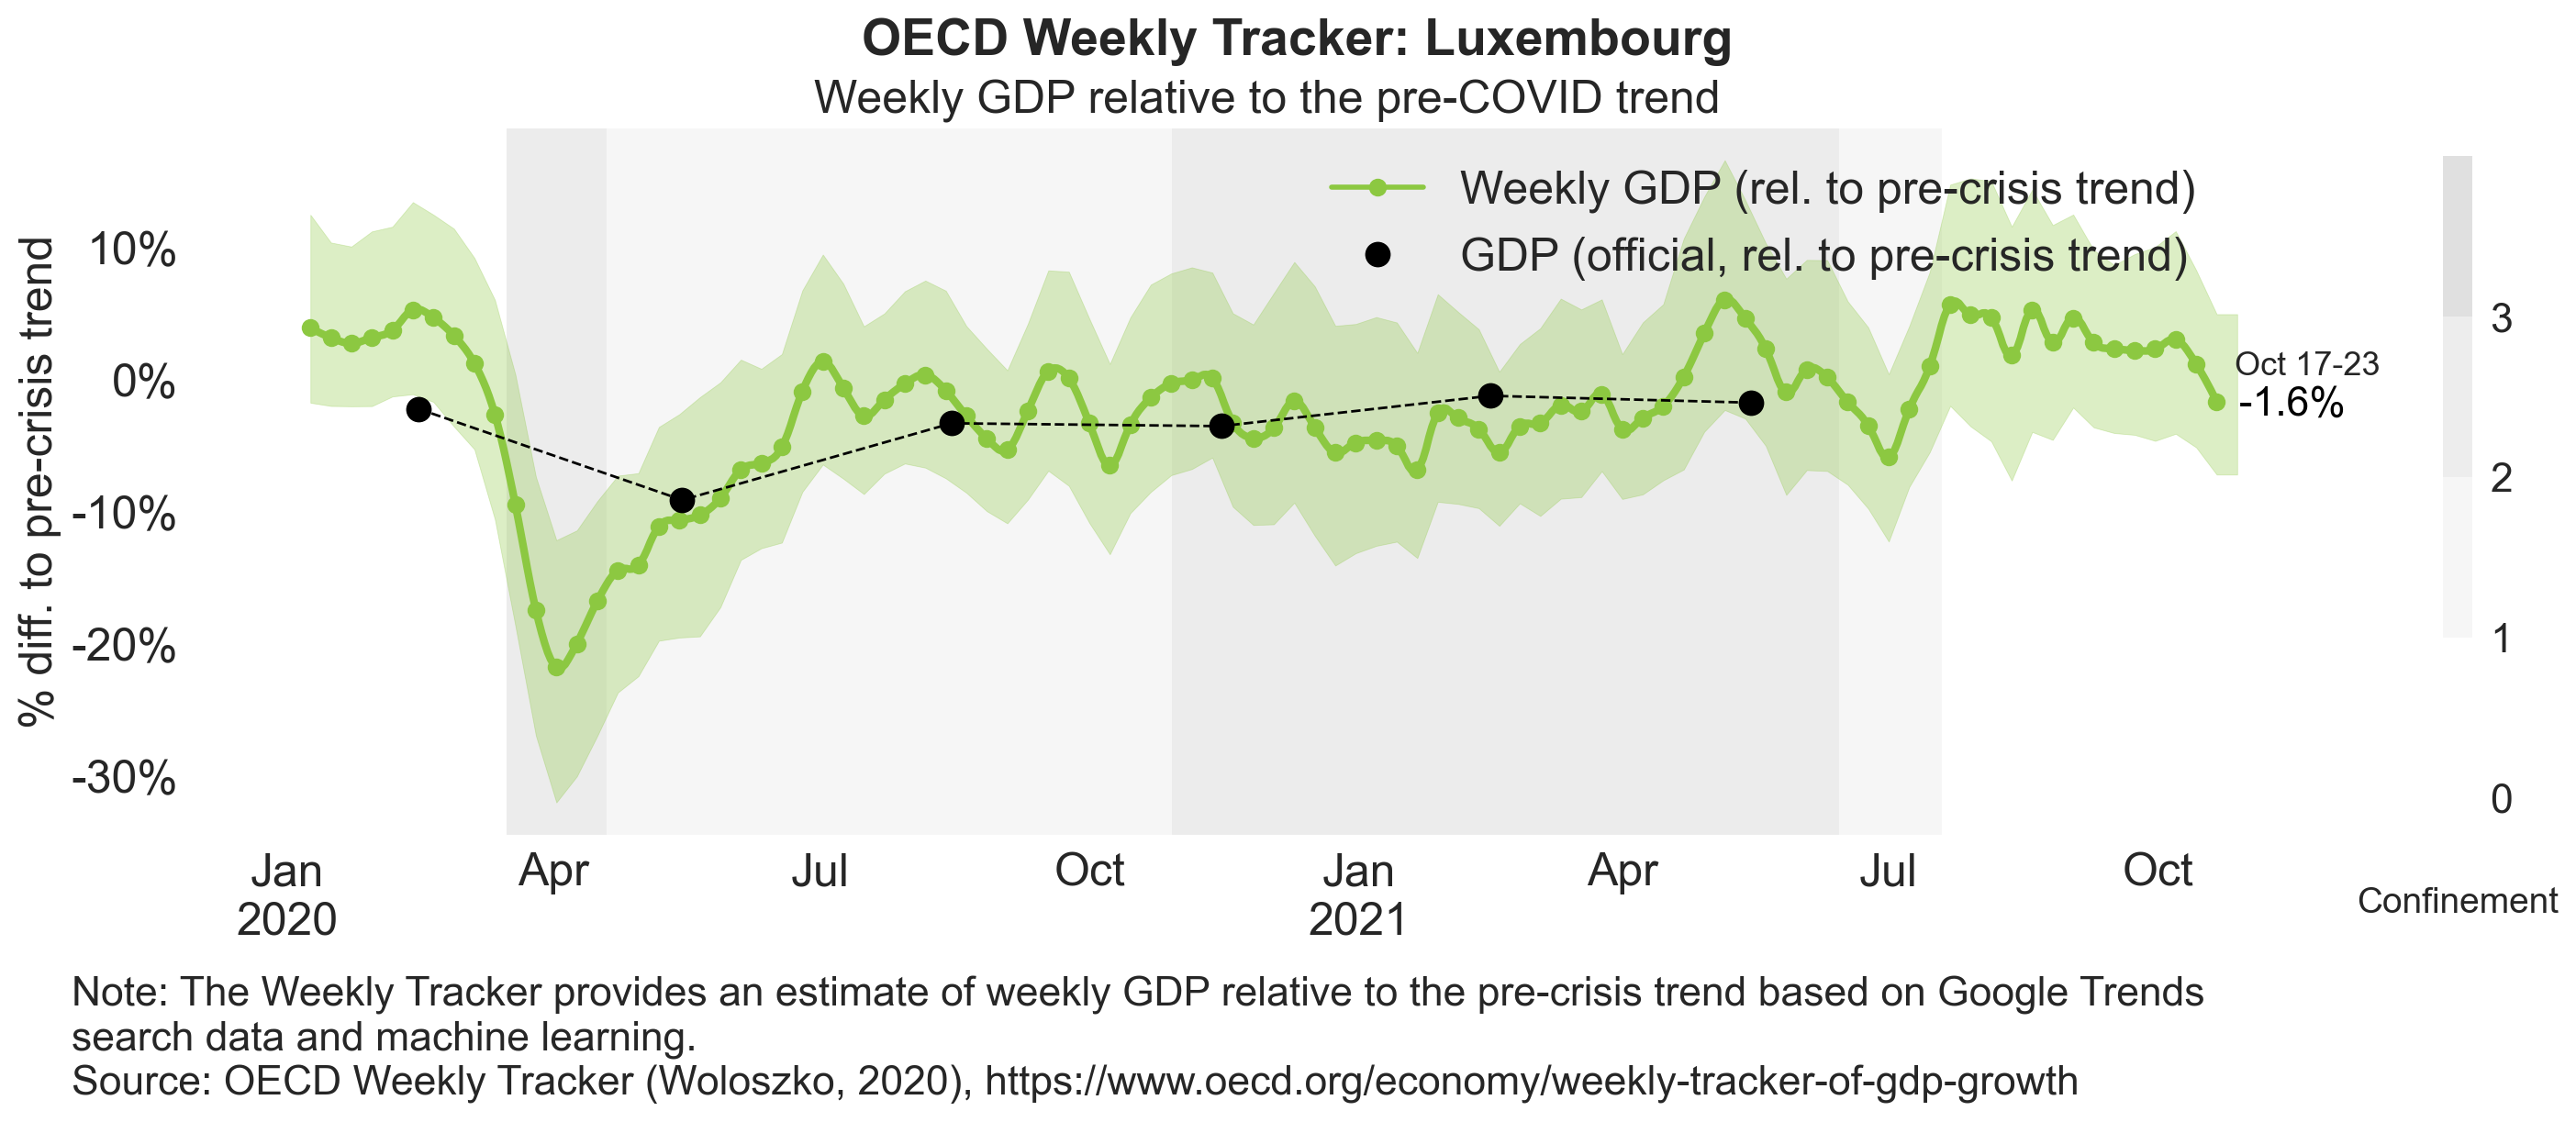 OECD Weekly Tracker: Luxembourg
Weekly GDP relative to the pre-COVID trend
Weekly GDP (rel. to pre-crisis trend)
GDP (official, rel. to pre-crisis trend)
% diff. to pre-crisis trend
10%
0%
-10%
-20%
-30%
Oct 17-23
-1.6%
3
2
1
0
Confinement
Jan Apr Jul Oct Jan Apr Jul Oct
2020 2021
Note: The Weekly Tracker provides an estimate of weekly GDP relative to the pre-crisis trend based on Google Trends
search data and machine learning.
Source: OECD Weekly Tracker (Woloszko, 2020), https://www.oecd.org/economy/weekly-tracker-of-gdp-growth